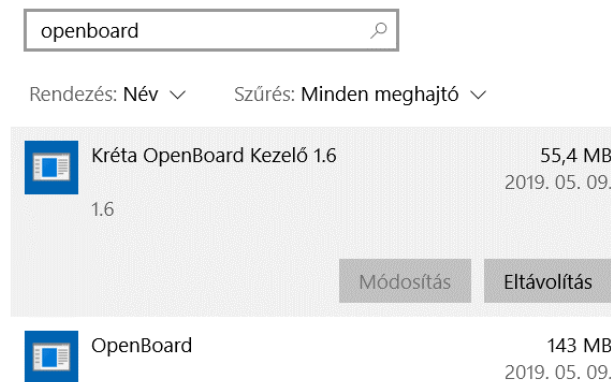 openboard
Rendezés: Név Szűrés: Minden meghajtó
Kréta OpenBoard Kezelő 1.6 55,4 MB
2019. 05. 09.
1.6
Módosítás Eltávolítás
OpenBoard 143 MB
2019. 05. 09.